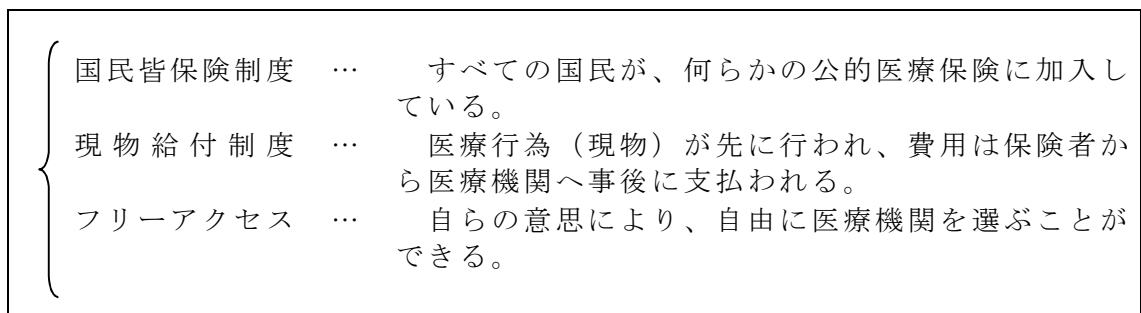 国民皆保険制度 … すべての国民が、何らかの公的医療保険に加入し
ている。
現物給付制度 … 医療行為（現物）が先に行われ、費用は保険者か
ら医療機関へ事後に支払われる。
フリーアクセス … 自らの意思により、自由に医療機関を選ぶことが
できる。